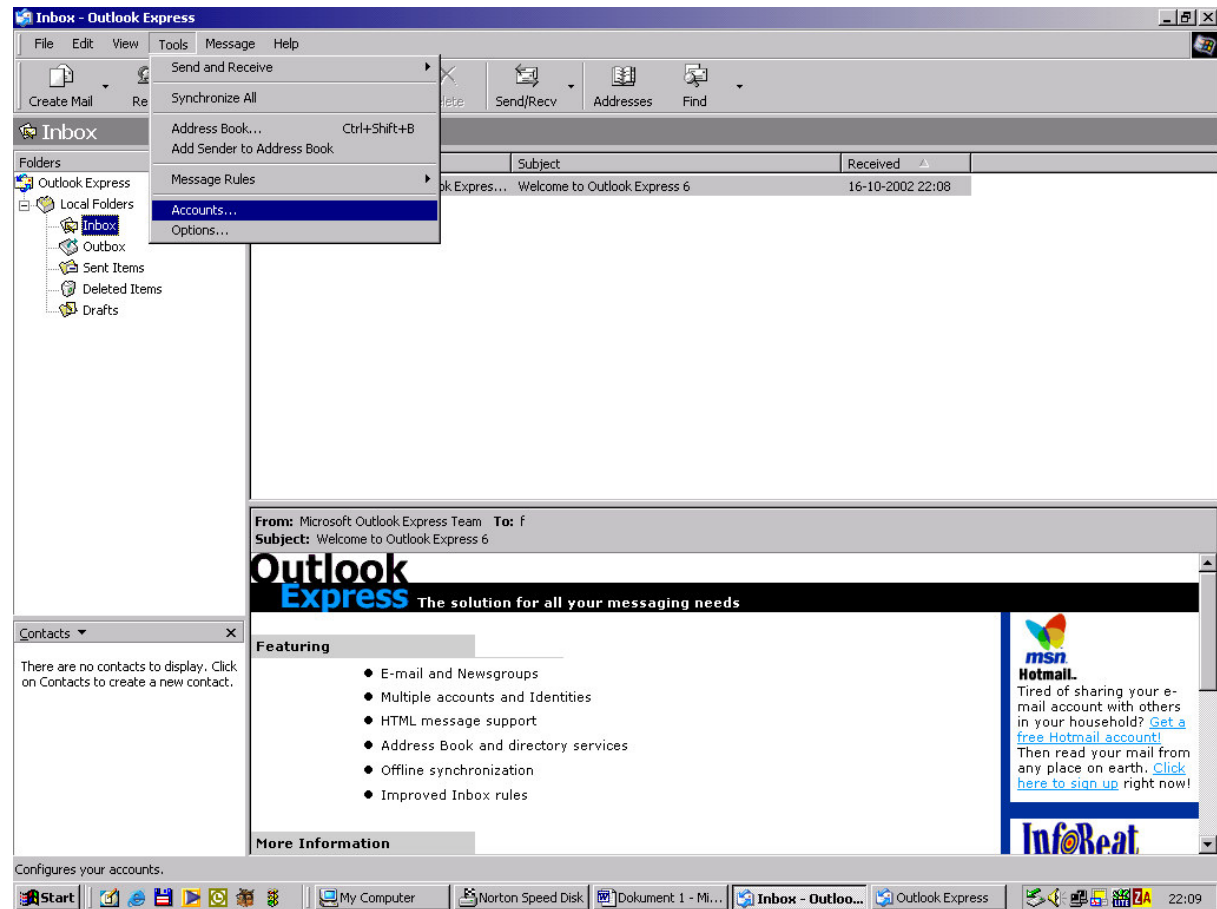 Inbox - Outlook Express
File Edit View Tools Message Help
Create Mail Send/Recv Addresses Find
Send and Receive
Synchronize All
Address Book... Ctrl+Shift+B
Add Sender to Address Book
Message Rules
Accounts...
Options...
Inbox
Folders
Outlook Express
Local Folders
Inbox
Outbox
Sent Items
Deleted Items
Drafts
Subject Received
Welcome to Outlook Express 6 16-10-2002 22:08
From: Microsoft Outlook Express Team To: f
Subject: Welcome to Outlook Express 6
Outlook
Express The solution for all your messaging needs
Featuring
E-mail and Newsgroups
Multiple accounts and Identities
HTML message support
Address Book and directory services
Offline synchronization
Improved Inbox rules
More Information
msn
Hotmail
Tired of sharing your e-
mail account with others
in your household? Get a
free Hotmail account!
Then read your mail from
any place on earth. Click
here to sign up right now!
InfoBeat
Contacts
There are no contacts to display. Click
on Contacts to create a new contact.
Configures your accounts.
Start My Computer Norton Speed Disk Dokument 1 - Mi... Inbox - Outloo... Outlook Express ZA 22:09